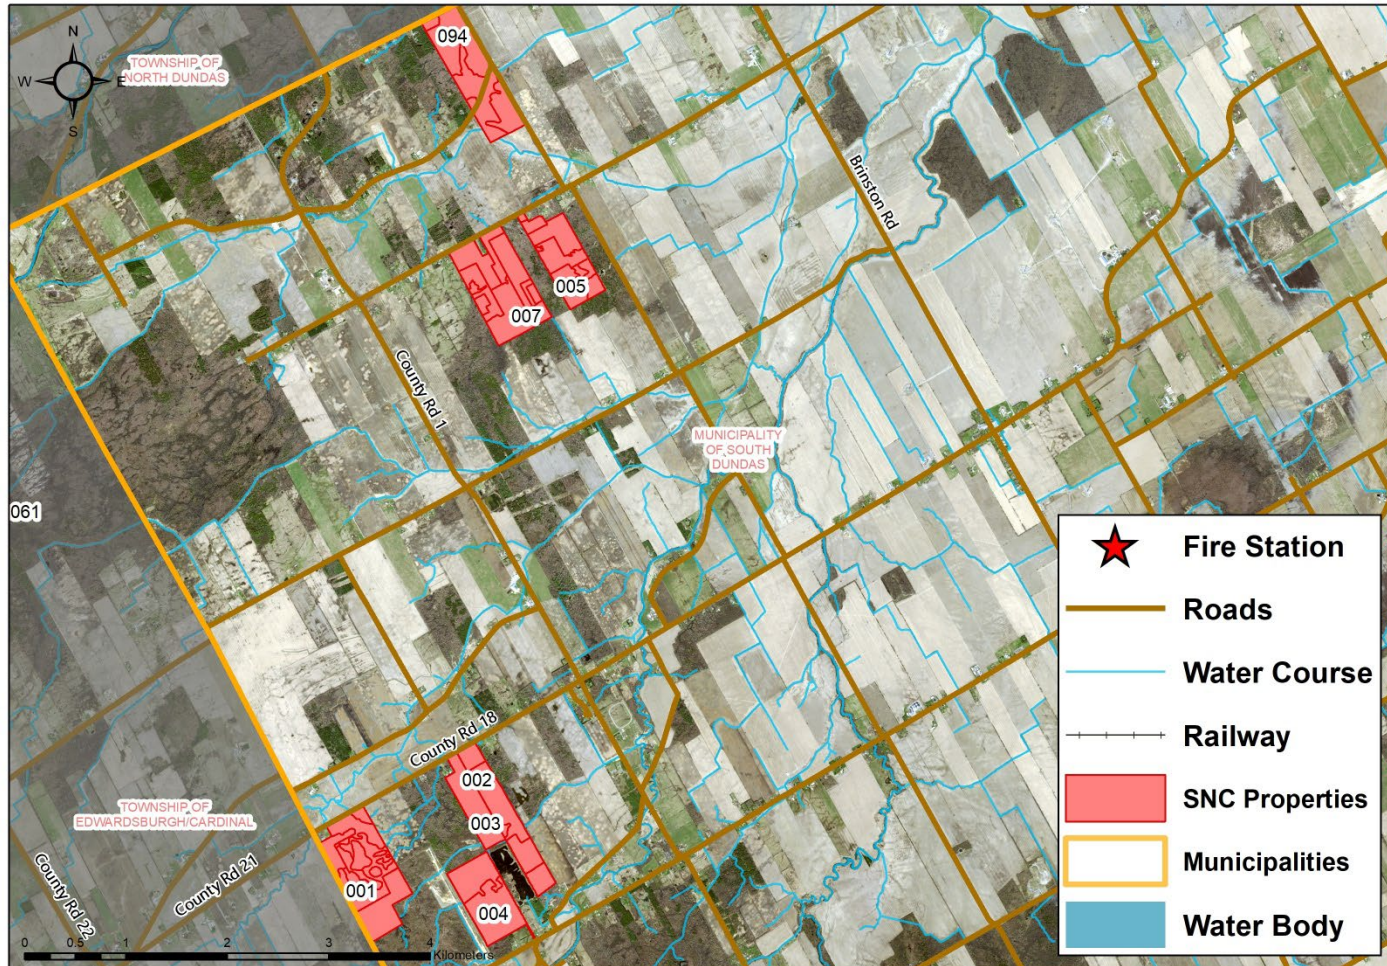 094
N
W E
S
TOWNSHIP OF
NORTH DUNDAS
Brinston Rd
005
007
County Rd 1
MUNICIPALITY
OF SOUTH
DUNDAS
061
Fire Station
Roads
Water Course
Railway
SNC Properties
Municipalities
Water Body
County Rd 18
002
003
TOWNSHIP OF
EDWARDSBURGH/CARDINAL
001
004
County Rd 21
County Rd 22
0 0.5 1 2 3 4
Kilometers